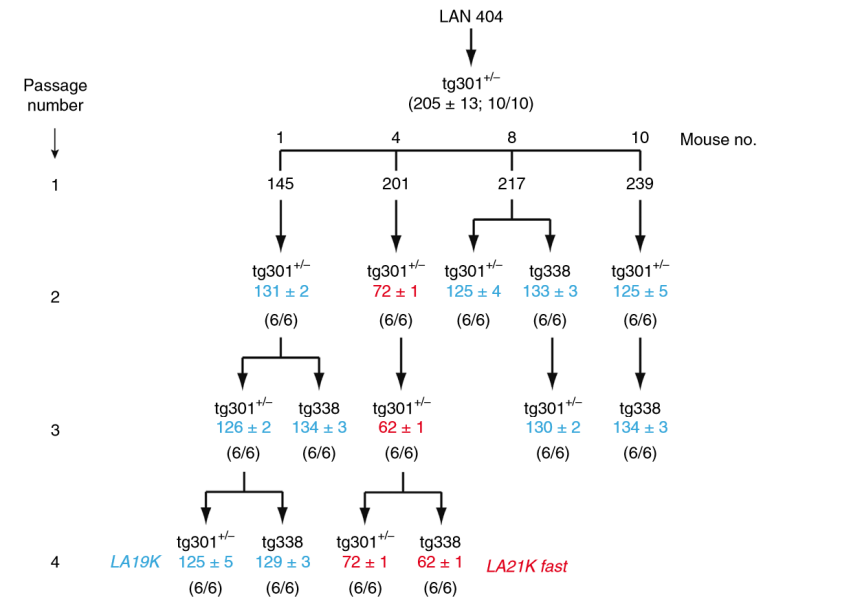 LAN 404
tg301+/–
(205 ± 13; 10/10)
Passage
number
1 4 8 10 Mouse no.
1 145 201 217 239
tg301+/– tg301+/– tg301+/– tg338 tg301+/–
2 131 ± 2 72 ± 1 125 ± 4 133 ± 3 125 ± 5
(6/6) (6/6) (6/6) (6/6) (6/6)
tg301+/– tg338 tg301+/– tg301+/– tg338
3 126 ± 2 134 ± 3 62 ± 1 130 ± 2 134 ± 3
(6/6) (6/6) (6/6) (6/6) (6/6)
tg301+/– tg338 tg301+/– tg338
4 LA19K 125 ± 5 129 ± 3 72 ± 1 62 ± 1 LA21K fast
(6/6) (6/6) (6/6) (6/6)